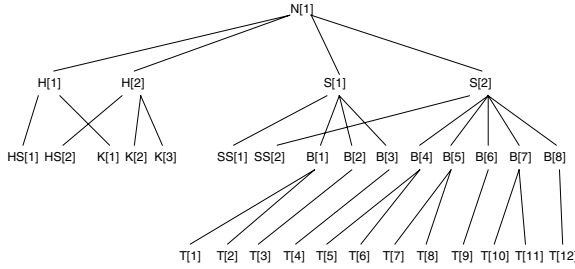 N[1]
H[1] H[2] S[1] S[2]
HS[1] HS[2] K[1] K[2] K[3] SS[1] SS[2] B[1] B[2] B[3] B[4] B[5] B[6] B[7] B[8]
T[1] T[2] T[3] T[4] T[5] T[6] T[7] T[8] T[9] T[10] T[11] T[12]